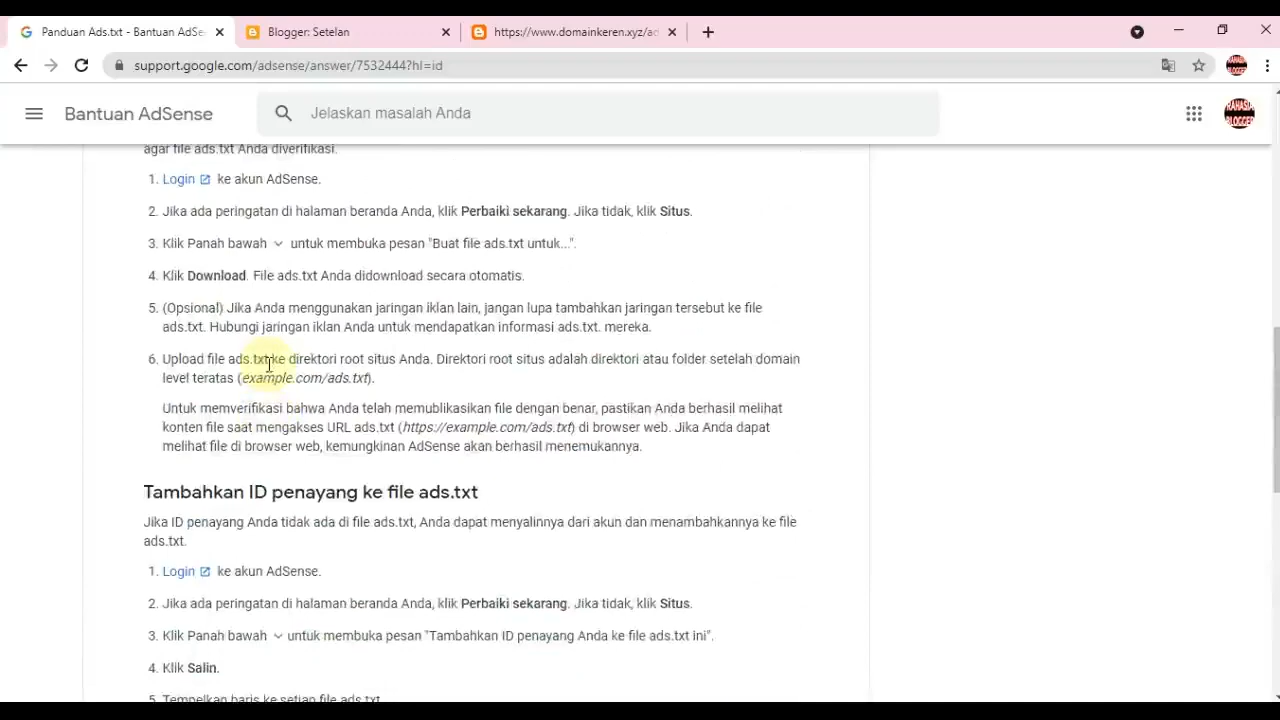 Panduan Ads.txt - Bantuan AdSe
Blogger: Setelan
https://www.domainkeren.xyz/ad
support.google.com/adsense/answer/7532444?hl=id
Bantuan AdSense
Jelaskan masalah Anda
RAHASIA
BLOGGER
agar file ads.txt Anda diverifikasi.
1. Login ke akun AdSense.
2. Jika ada peringatan di halaman beranda Anda, klik Perbaiki sekarang. Jika tidak, klik Situs.
3. Klik Panah bawah untuk membuka pesan "Buat file ads.txt untuk...".
4. Klik Download. File ads.txt Anda didownload secara otomatis.
5. (Opsional) Jika Anda menggunakan jaringan iklan lain, jangan lupa tambahkan jaringan tersebut ke file
ads.txt. Hubungi jaringan iklan Anda untuk mendapatkan informasi ads.txt. mereka.
6. Upload file ads.txt ke direktori root situs Anda. Direktori root situs adalah direktori atau folder setelah domain
level teratas (example.com/ads.txt).
Untuk memverifikasi bahwa Anda telah memublikasikan file dengan benar, pastikan Anda berhasil melihat
konten file saat mengakses URL ads.txt (https://example.com/ads.txt) di browser web. Jika Anda dapat
melihat file di browser web, kemungkinan AdSense akan berhasil menemukannya.
Tambahkan ID penayang ke file ads.txt
Jika ID penayang Anda tidak ada di file ads.txt, Anda dapat menyalinnya dari akun dan menambahkannya ke file
ads.txt.
1. Login ke akun AdSense.
2. Jika ada peringatan di halaman beranda Anda, klik Perbaiki sekarang. Jika tidak, klik Situs.
3. Klik Panah bawah untuk membuka pesan "Tambahkan ID penayang Anda ke file ads.txt ini".
4. Klik Salin.
5. Tempelkan baris ke setiap file ads.txt